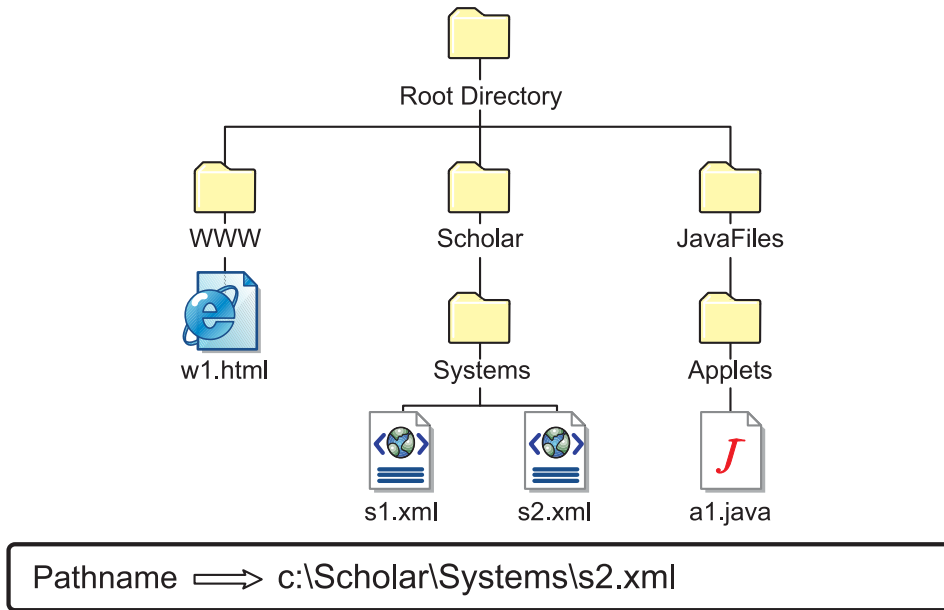 Root Directory
WWW Scholar JavaFiles
w1.html Systems Applets
s1.xml s2.xml a1.java
Pathname ⟹ c:\Scholar\Systems\s2.xml